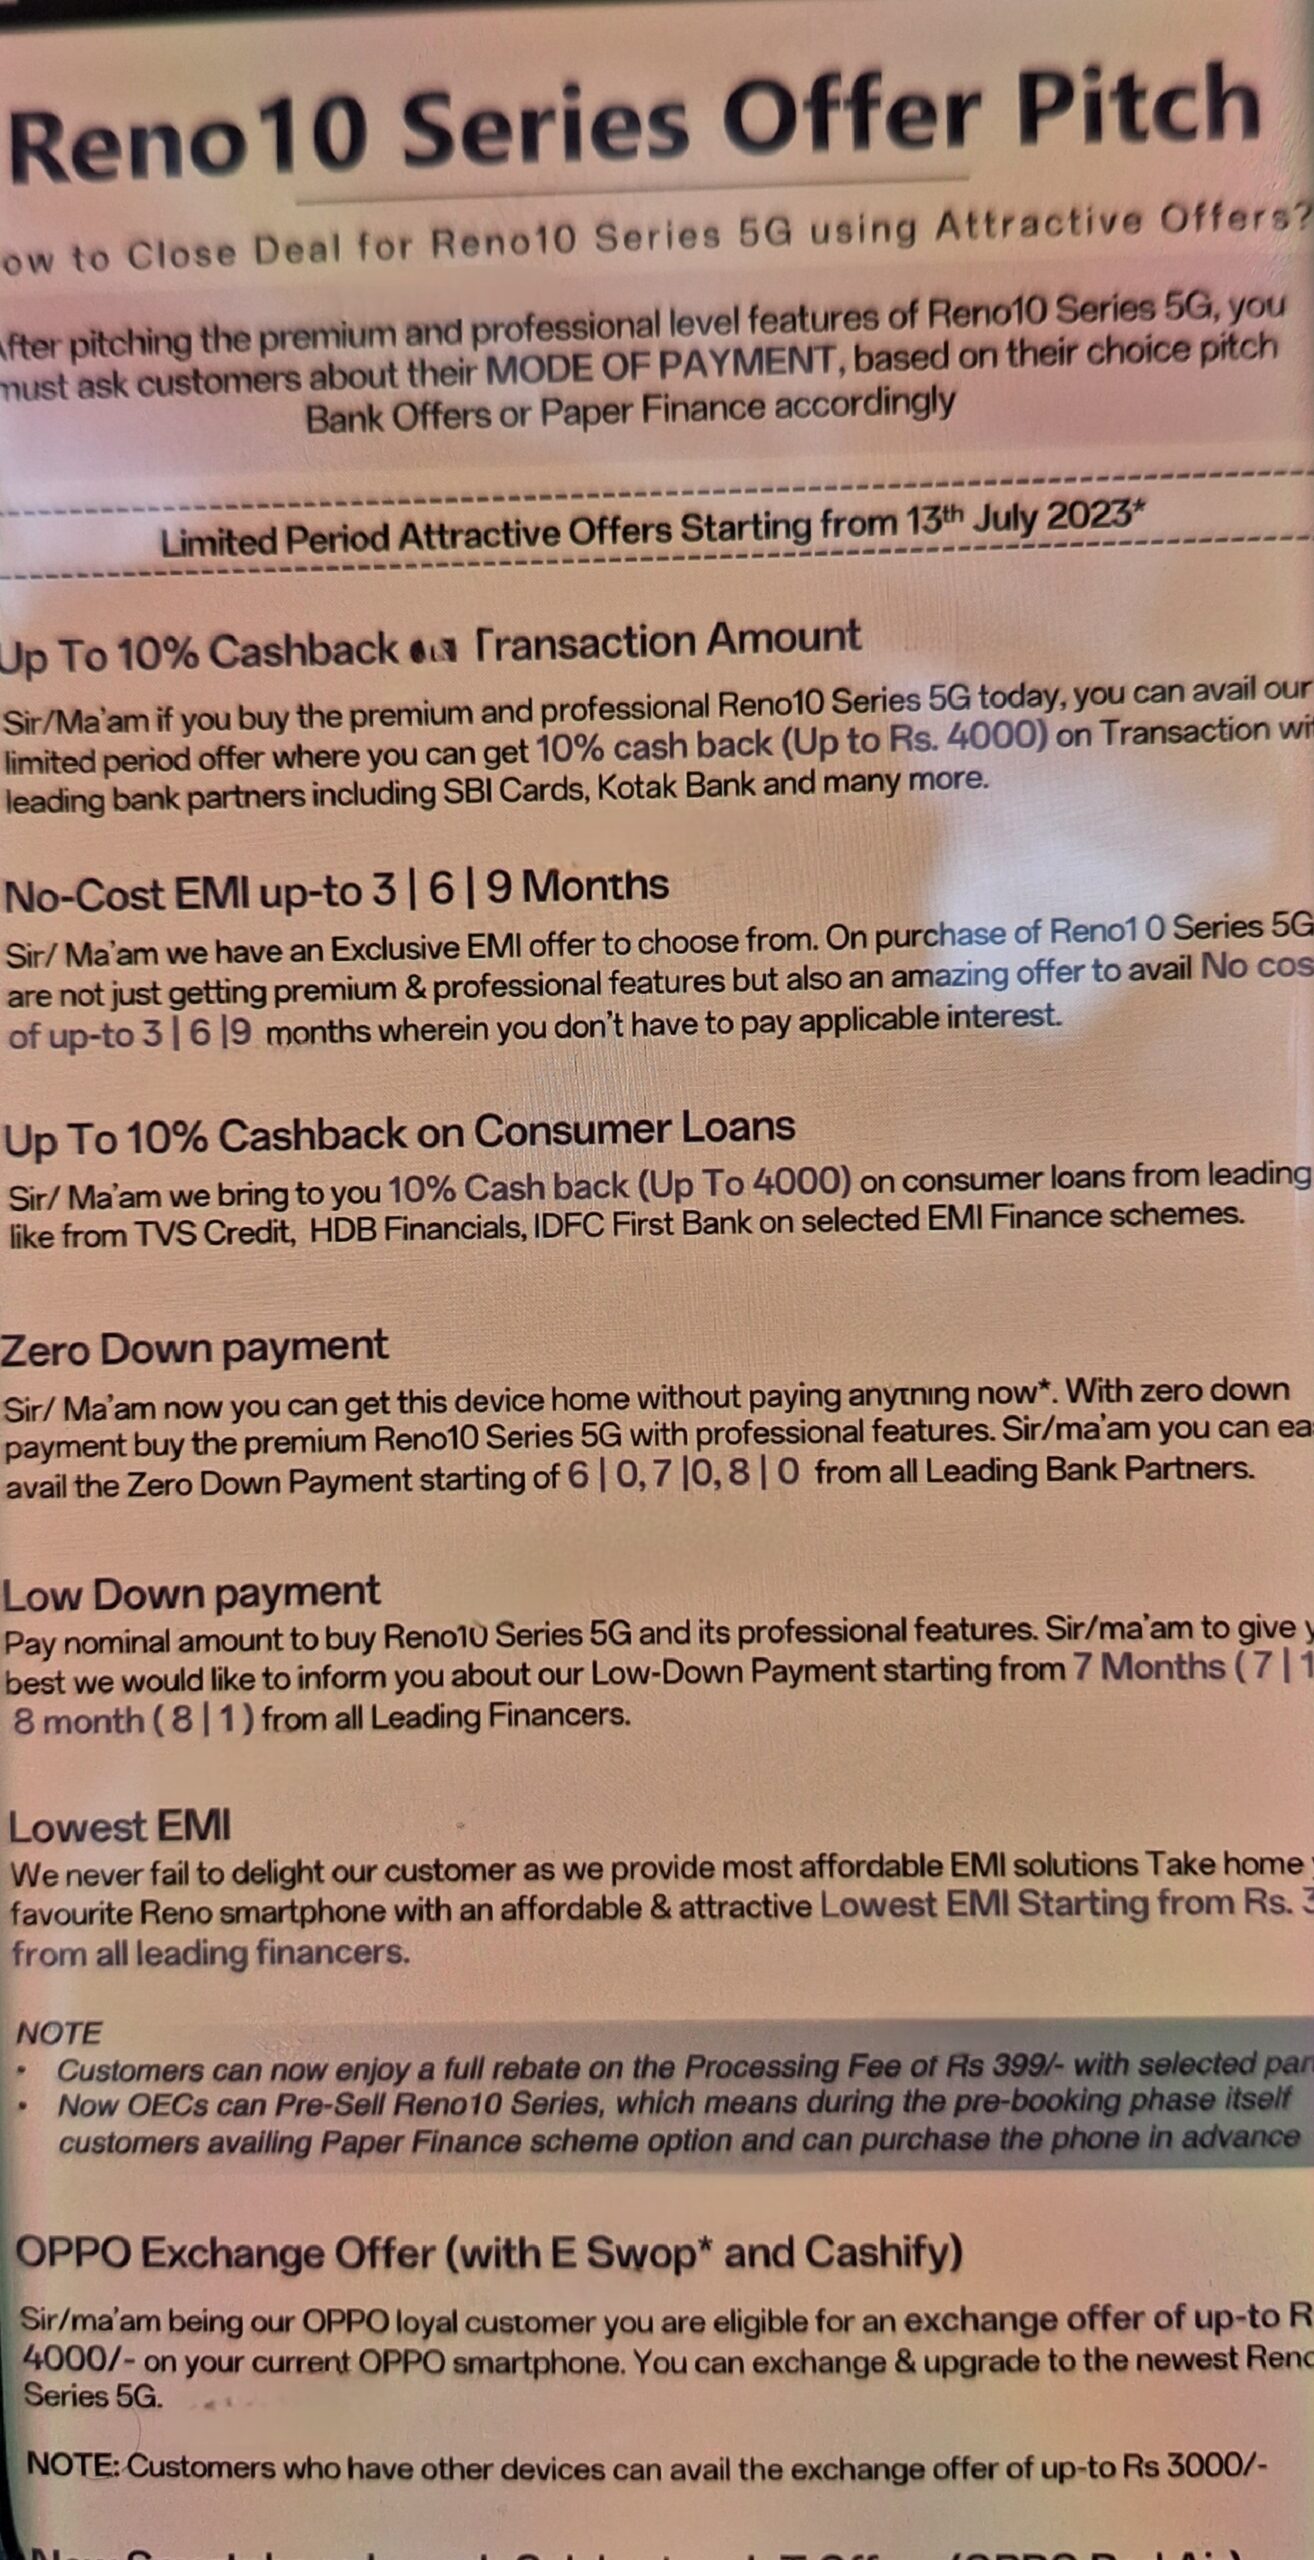 Reno10 Series Offer Pitch
ow to Close Deal for Reno10 Series 5G using Attractive Offers?
After pitching the premium and professional level features of Reno10 Series 5G, you
must ask customers about their MODE OF PAYMENT, based on their choice pitch
Bank Offers or Paper Finance accordingly
Limited Period Attractive Offers Starting from 13th July 2023*
Up To 10% Cashback Transaction Amount
Sir/Ma'am if you buy the premium and professional Reno10 Series 5G today, you can avail our
limited period offer where you can get 10% cash back (Up to Rs. 4000) on Transaction
leading bank partners including SBI Cards, Kotak Bank and many more.
No-Cost EMI up-to 3 | 6 | 9 Months
Sir/ Ma'am we have an Exclusive EMI offer to choose from. On purchase of Reno1 0 Series 5G
are not just getting premium & professional features but also an amazing offer to avail No
of up-to 3 | 6 |9 months wherein you don't have to pay applicable interest.
Up To 10% Cashback on Consumer Loans
Sir/ Ma'am we bring to you 10% Cash back (Up To 4000) on consumer loans from leading
like from TVS Credit, HDB Financials, IDFC First Bank on selected EMI Finance schemes.
Zero Down payment
Sir/ Ma'am now you can get this device home without paying anything now*. With zero down
payment buy the premium Reno10 Series 5G with professional features. Sir/ma'am you can
avail the Zero Down Payment starting of 6 | 0, 7 |0, 8 | 0 from all Leading Bank Partners.
Low Down payment
Pay nominal amount to buy Reno10 Series 5G and its professional features. Sir/ma'am to give
best we would like to inform you about our Low-Down Payment starting from 7 Months ( 7 | 1
8 month ( 8 | 1 ) from all Leading Financers.
Lowest EMI
We never fail to delight our customer as we provide most affordable EMI solutions Take home
favourite Reno smartphone with an affordable & attractive Lowest EMI Starting from Rs.
from all leading financers.
NOTE
• Customers can now enjoy a full rebate on the Processing Fee of Rs 399/- with selected
• Now OECs can Pre-Sell Reno10 Series, which means during the pre-booking phase itself
customers availing Paper Finance scheme option and can purchase the phone in advance
OPPO Exchange Offer (with E Swop* and Cashify)
Sir/ma'am being our OPPO loyal customer you are eligible for an exchange offer of up-to
4000/- on your current OPPO smartphone. You can exchange & upgrade to the newest
Series 5G.
NOTE: Customers who have other devices can avail the exchange offer of up-to Rs 3000/-